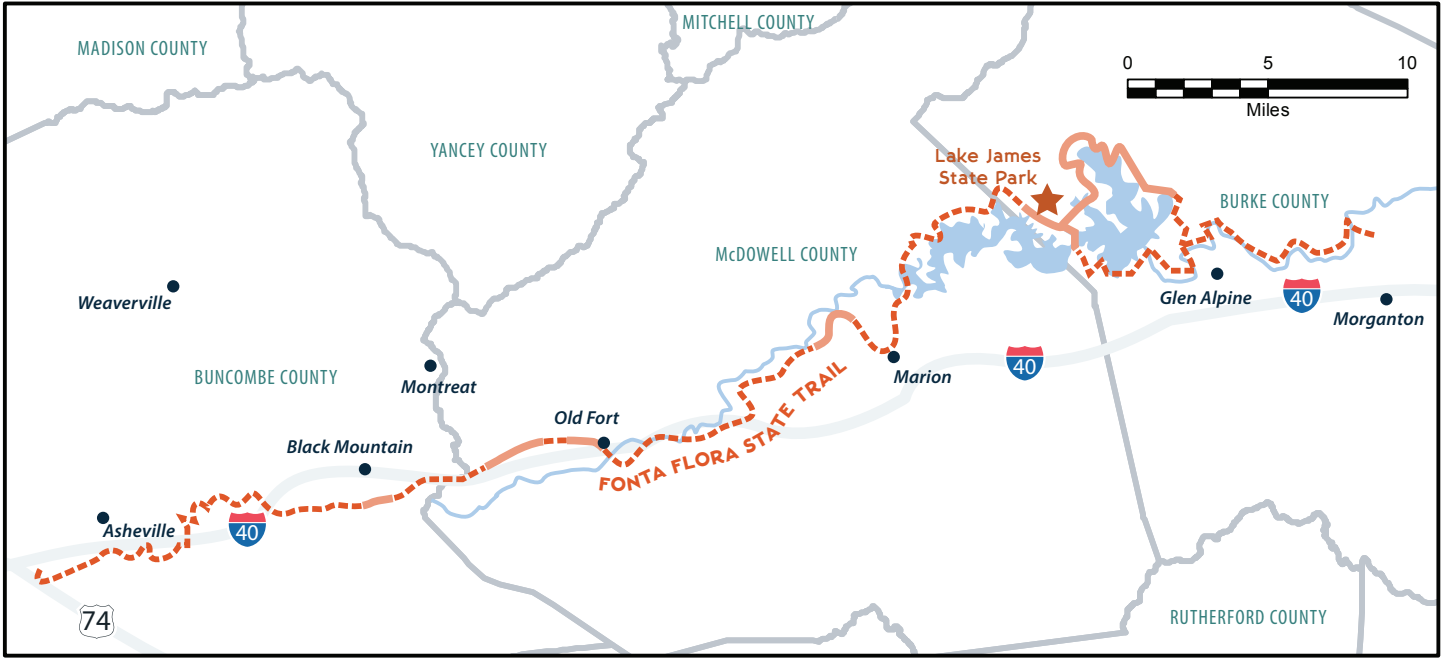 MITCHELL COUNTY
MADISON COUNTY
0 5 10
Miles
YANCEY COUNTY
Lake James
State Park
BURKE COUNTY
McDOWELL COUNTY
Weaverville
Glen Alpine
40
Morganton
40
BUNCOMBE COUNTY
Montreat
Marion
Old Fort
FONTA FLORA STATE TRAIL
Black Mountain
Asheville
40
74
RUTHERFORD COUNTY